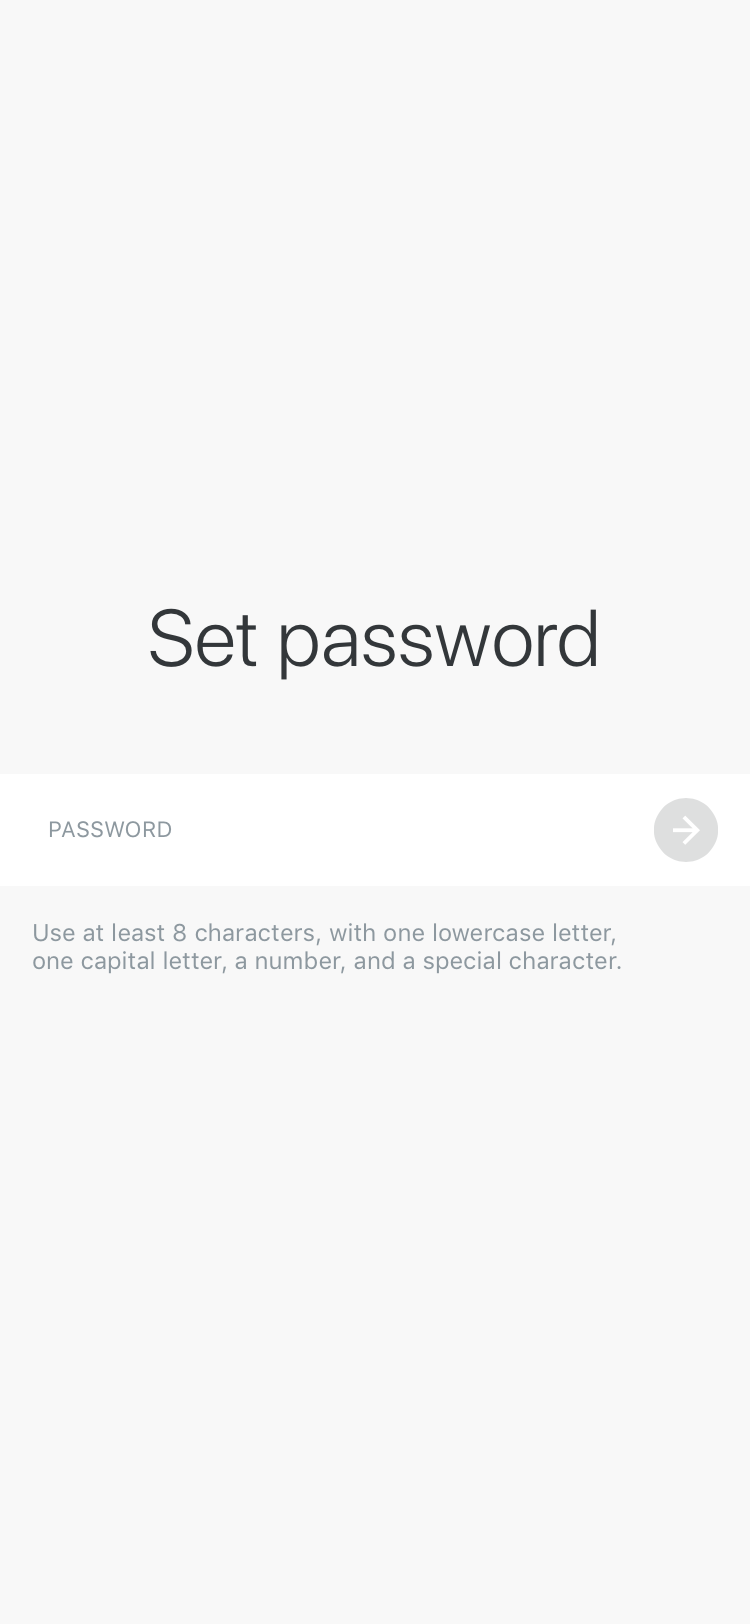 Set password
PASSWORD
Use at least 8 characters, with one lowercase letter,
one capital letter, a number, and a special character.